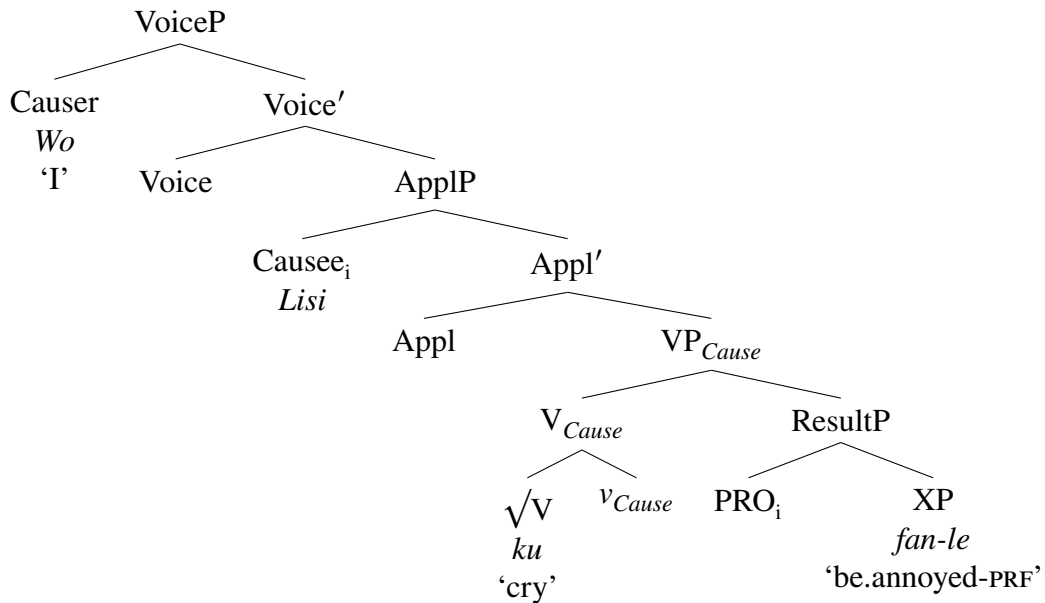 VoiceP
Causer Voice′
Wo
‘I’ Voice ApplP
Causeeᵢ Appl′
Lisi
Appl VP_Cause
V_Cause ResultP
√V v_Cause PROᵢ XP
ku fan-le
‘cry’ ‘be.annoyed-PRF’